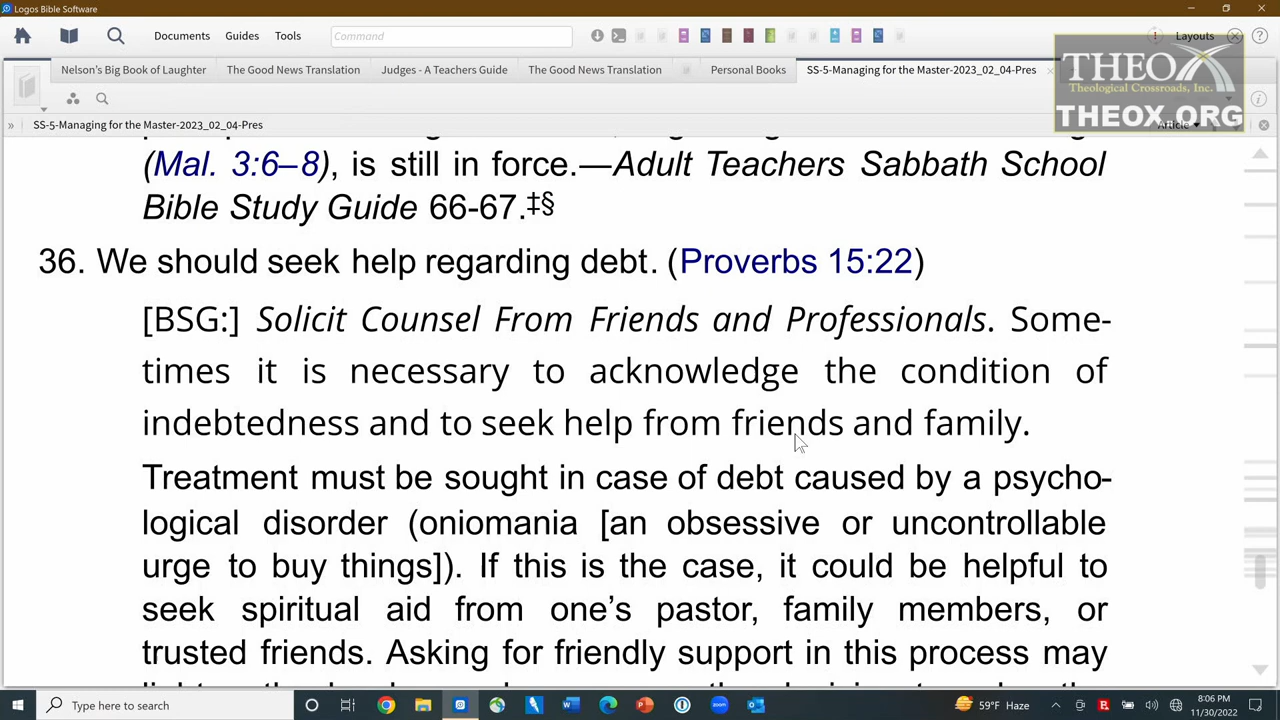 Logos Bible Software
Documents Guides Tools Command Layouts
Nelson's Big Book of Laughter The Good News Translation Judges - A Teachers Guide The Good News Translation Personal Books SS-5-Managing for the Master-2023_02_04-Pres
THEOX
Theological Crossroads, Inc.
THEOX.ORG
SS-5-Managing for the Master-2023_02_04-Pres Article
(Mal. 3:6–8), is still in force.—Adult Teachers Sabbath School
Bible Study Guide 66-67.‡§
36. We should seek help regarding debt. (Proverbs 15:22)
[BSG:] Solicit Counsel From Friends and Professionals. Some-
times it is necessary to acknowledge the condition of
indebtedness and to seek help from friends and family.
Treatment must be sought in case of debt caused by a psycho-
logical disorder (oniomania [an obsessive or uncontrollable
urge to buy things]). If this is the case, it could be helpful to
seek spiritual aid from one's pastor, family members, or
trusted friends. Asking for friendly support in this process may
Type here to search
59°F Haze
8:06 PM
11/30/2022